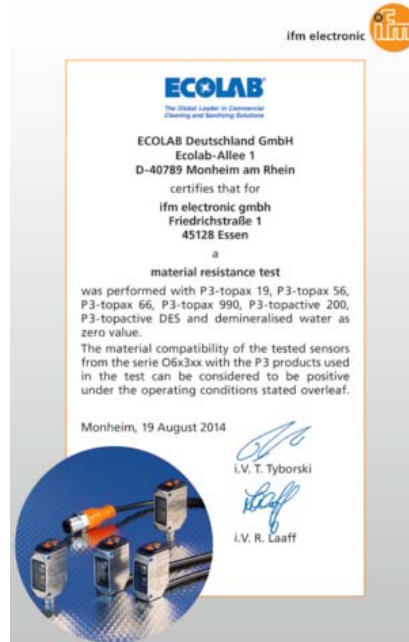 ifm electronic
ifm
ECOLAB
The Global Leader in Commercial
Cleaning and Sanitizing Solutions
ECOLAB Deutschland GmbH
Ecolab-Allee 1
D-40789 Monheim am Rhein
certifies that for
ifm electronic gmbh
Friedrichstraße 1
45128 Essen
a
material resistance test
was performed with P3-topax 19, P3-topax 56,
P3-topax 66, P3-topax 990, P3-topactive 200,
P3-topactive DES and demineralised water as
zero value.
The material compatibility of the tested sensors
from the serie O6x3xx with the P3 products used
in the test can be considered to be positive
under the operating conditions stated overleaf.
Monheim, 19 August 2014
i.V. T. Tyborski
i.V. R. Laaff